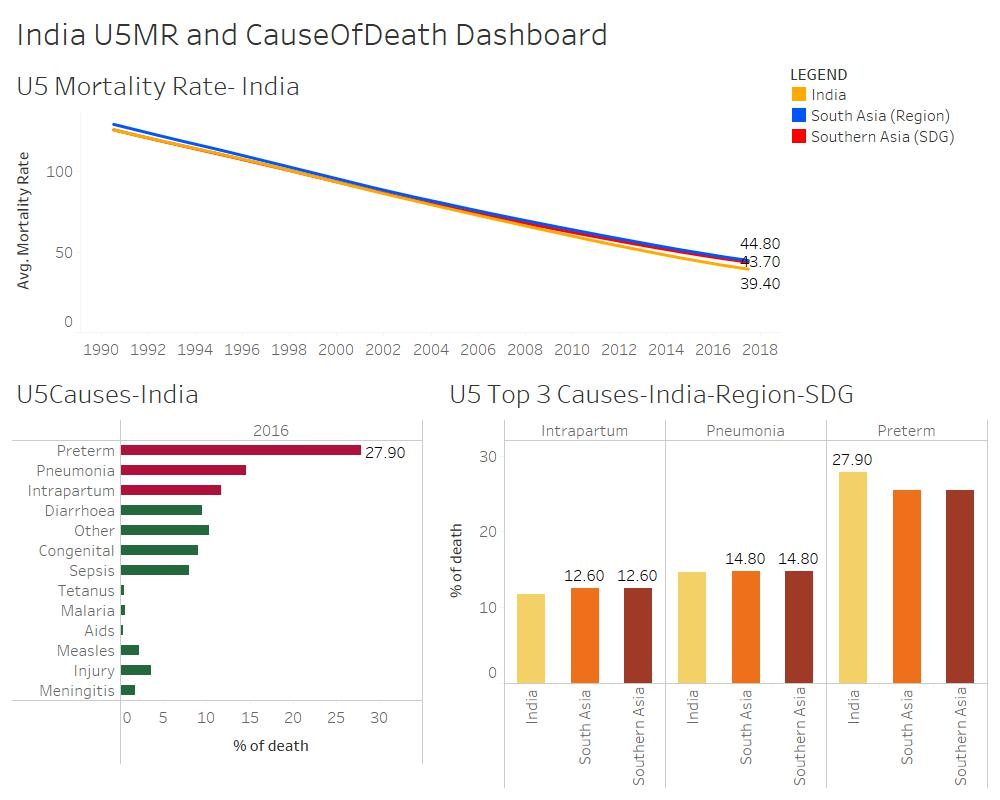 India U5MR and CauseOfDeath Dashboard
U5 Mortality Rate- India
LEGEND
India
South Asia (Region)
Southern Asia (SDG)
Avg. Mortality Rate
100
50
0
44.80
43.70
39.40
1990 1992 1994 1996 1998 2000 2002 2004 2006 2008 2010 2012 2014 2016 2018
U5Causes-India
2016
Preterm 27.90
Pneumonia
Intrapartum
Diarrhoea
Other
Congenital
Sepsis
Tetanus
Malaria
Aids
Measles
Injury
Meningitis
0 5 10 15 20 25 30
% of death
U5 Top 3 Causes-India-Region-SDG
Intrapartum Pneumonia Preterm
% of death
30
20
10
0
12.60 12.60 14.80 14.80 27.90
India South Asia Southern Asia India South Asia Southern Asia India South Asia Southern Asia